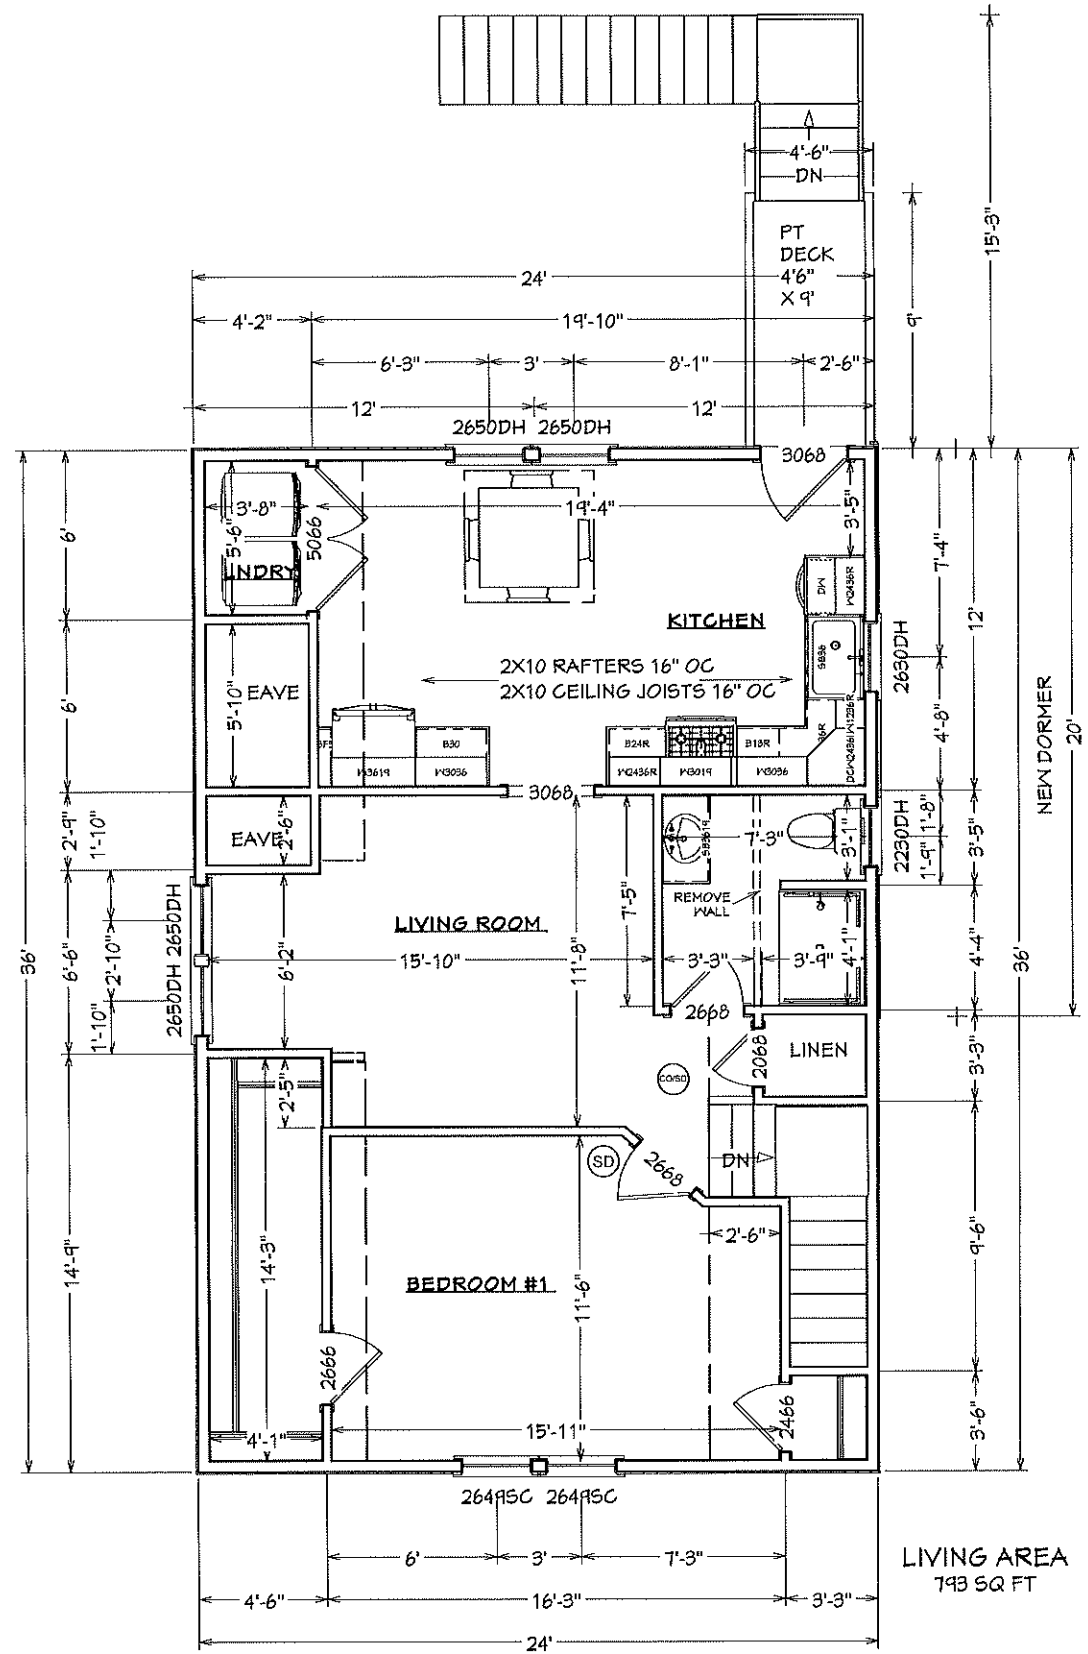 4'-6"
DN
PT
DECK
4'6"
X 9'
15'-3"
9'
24'
4'-2"
19'-10"
6'-3"
3'
8'-1"
2'-6"
12'
12'
2650DH 2650DH
3068
3'-8"
19'-4"
3'-5"
5'-6"
5066
LNDRY
DW
W2436R
6'
7'-4"
12'
KITCHEN
SB36
2630DH
2X10 RAFTERS 16" OC
2X10 CEILING JOISTS 16" OC
EAVE
5'-10"
6'
4'-8"
NEW DORMER
20'
B30
B24R
B18R
W3619
W3036
W2436R
W3019
W3036
3068
EAVE
2'-6"
2'-9"
1'-10"
SB3619
7'-3"
3'-1"
2230DH
1'-8"
1'-9"
3'-5"
REMOVE
WALL
LIVING ROOM
7'-5"
2650DH 2650DH
6'-6"
2'-10"
1'-10"
6'-2"
15'-10"
11'-8"
3'-3"
3'-9"
4'-1"
4'-4"
36'
36'
2668
2068
LINEN
3'-3"
CO/SD
2'-5"
SD
2668
DN
2'-6"
9'-6"
14'-9"
14'-3"
BEDROOM #1
11'-6"
2666
2466
15'-11"
4'-1"
3'-6"
2649SC 2649SC
6'
3'
7'-3"
4'-6"
16'-3"
3'-3"
24'
LIVING AREA
793 SQ FT